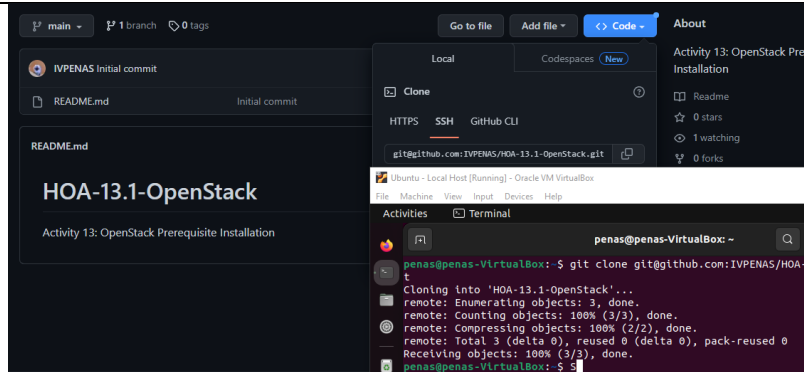 main
1 branch
0 tags
Go to file
Add file
<> Code
About
IVPENAS Initial commit
README.md
Initial commit
README.md
HOA-13.1-OpenStack
Activity 13: OpenStack Prerequisite Installation
Local
Codespaces New
Clone
HTTPS SSH GitHub CLI
git@github.com:IVPENAS/HOA-13.1-OpenStack.git
Activity 13: OpenStack Pre
Installation
Readme
0 stars
1 watching
0 forks
Ubuntu - Local Host [Running] - Oracle VM VirtualBox
File Machine View Input Devices Help
Activities Terminal
penas@penas-VirtualBox: ~
penas@penas-VirtualBox:~$ git clone git@github.com:IVPENAS/HOA-
t
Cloning into 'HOA-13.1-OpenStack'...
remote: Enumerating objects: 3, done.
remote: Counting objects: 100% (3/3), done.
remote: Compressing objects: 100% (2/2), done.
remote: Total 3 (delta 0), reused 0 (delta 0), pack-reused 0
Receiving objects: 100% (3/3), done.
penas@penas-VirtualBox:~$ S